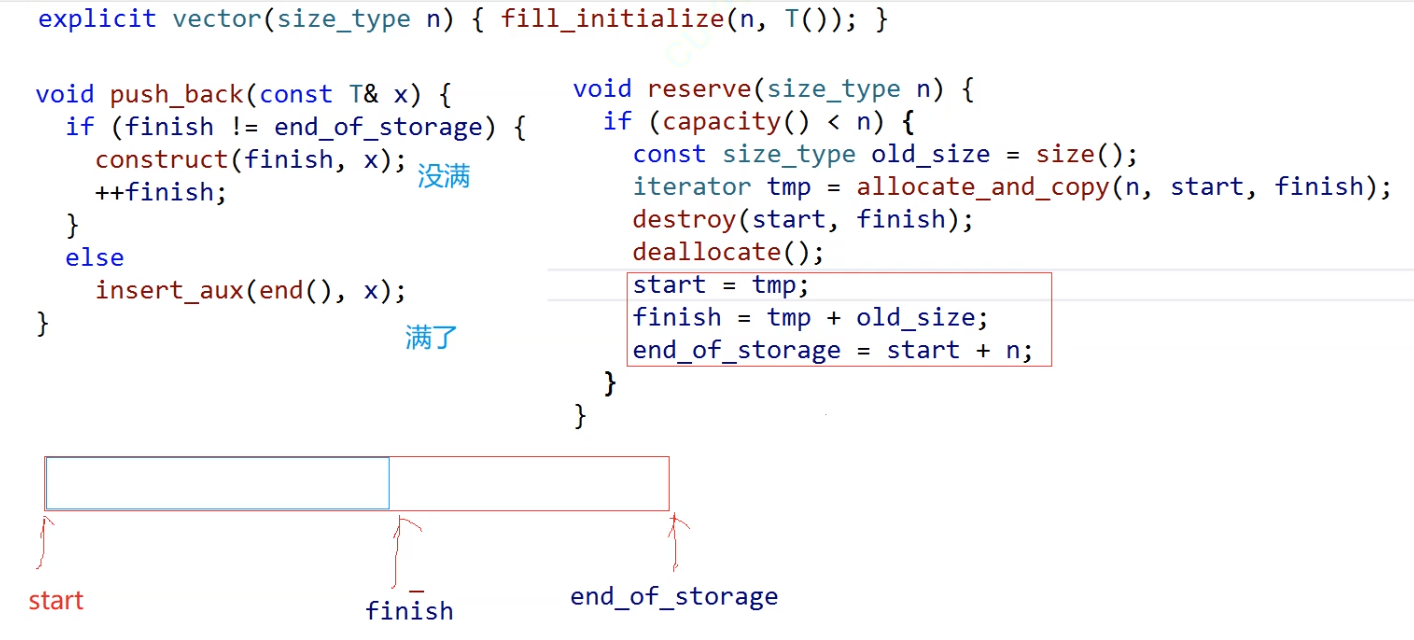 explicit vector(size_type n) { fill_initialize(n, T()); }
void push_back(const T& x) {
if (finish != end_of_storage) {
construct(finish, x);
没满
++finish;
}
else
insert_aux(end(), x);
}
满了
void reserve(size_type n) {
if (capacity() < n) {
const size_type old_size = size();
iterator tmp = allocate_and_copy(n, start, finish);
destroy(start, finish);
deallocate();
start = tmp;
finish = tmp + old_size;
end_of_storage = start + n;
}
}
start
finish
end_of_storage